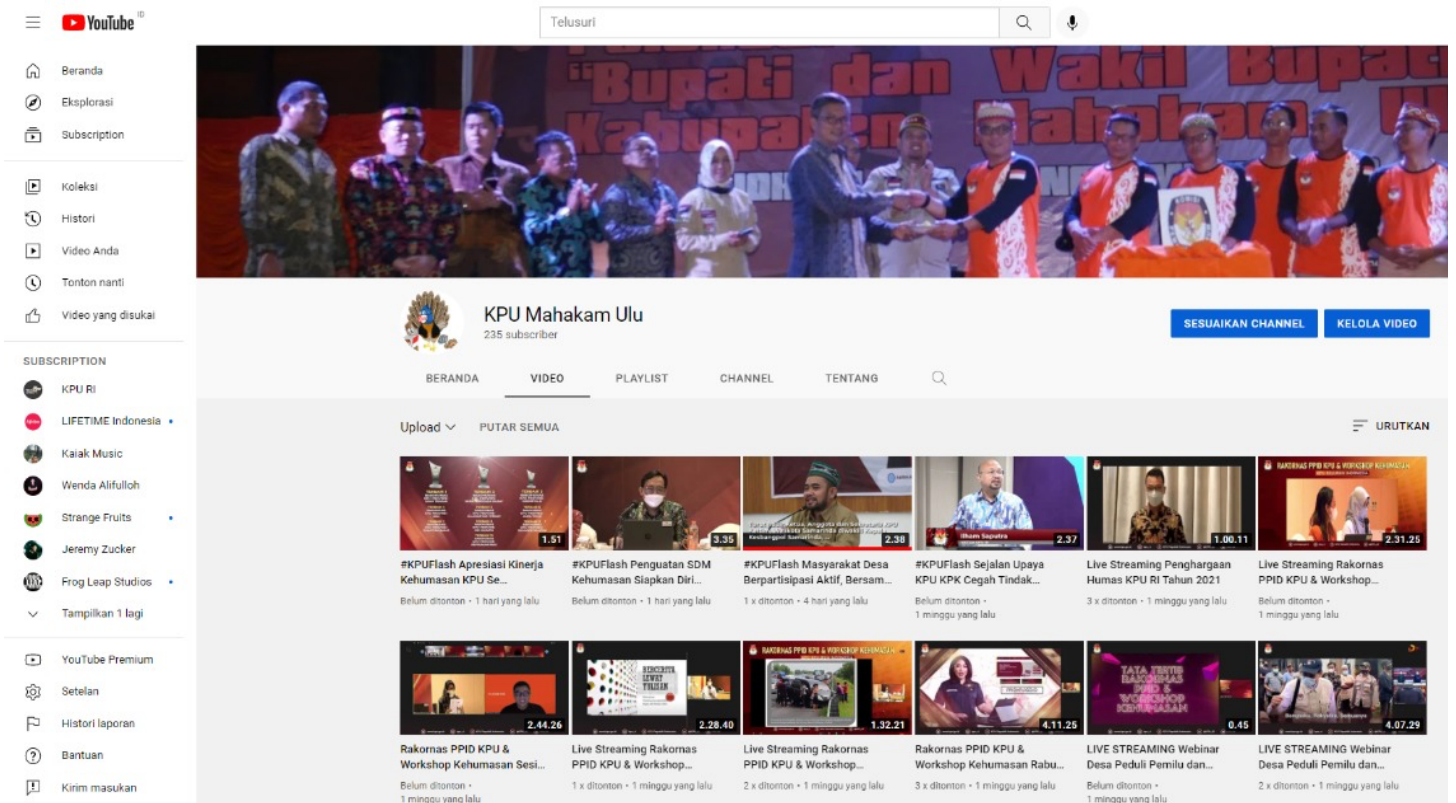 YouTube ID
Telusuri
Beranda
Eksplorasi
Subscription
Koleksi
Histori
Video Anda
Tonton nanti
Video yang disukai
SUBSCRIPTION
KPU RI
LIFETIME Indonesia
Kaiak Music
Wenda Alifulloh
Strange Fruits
Jeremy Zucker
Frog Leap Studios
Tampilkan 1 lagi
YouTube Premium
Setelan
Histori laporan
Bantuan
Kirim masukan
"Bupati dan Wakil Bupati
Kabupaten Mahakam
KPU Mahakam Ulu
235 subscriber
SESUAIKAN CHANNEL
KELOLA VIDEO
BERANDA VIDEO PLAYLIST CHANNEL TENTANG
Upload PUTAR SEMUA
URUTKAN
1.51
#KPUFlash Apresiasi Kinerja
Kehumasan KPU Se...
Belum ditonton • 1 hari yang lalu
3.35
#KPUFlash Penguatan SDM
Kehumasan Siapkan Diri...
Belum ditonton • 1 hari yang lalu
2.38
#KPUFlash Masyarakat Desa
Berpartisipasi Aktif, Bersam...
1 x ditonton • 4 hari yang lalu
Ilham Saputra
2.37
#KPUFlash Sejalan Upaya
KPU KPK Cegah Tindak...
Belum ditonton •
1 minggu yang lalu
1.00.11
Live Streaming Penghargaan
Humas KPU RI Tahun 2021
3 x ditonton • 1 minggu yang lalu
RAKORNAS PPID KPU & WORKSHOP KEHUMASAN
2.31.25
Live Streaming Rakornas
PPID KPU & Workshop...
Belum ditonton •
1 minggu yang lalu
2.44.26
Rakornas PPID KPU &
Workshop Kehumasan Sesi...
Belum ditonton •
1 minggu yang lalu
BERCERITA
LEWAT
TULISAN
2.28.40
Live Streaming Rakornas
PPID KPU & Workshop...
1 x ditonton • 1 minggu yang lalu
RAKORNAS PPID KPU & WORKSHOP KEHUMASAN
1.32.21
Live Streaming Rakornas
PPID KPU & Workshop...
2 x ditonton • 1 minggu yang lalu
4.11.25
Rakornas PPID KPU &
Workshop Kehumasan Rabu...
3 x ditonton • 1 minggu yang lalu
TATA TERTIB
RAKORNAS
PPID &
WORKSHOP
KEHUMASAN
0.45
LIVE STREAMING Webinar
Desa Peduli Pemilu dan...
Belum ditonton •
1 minggu yang lalu
4.07.29
LIVE STREAMING Webinar
Desa Peduli Pemilu dan...
2 x ditonton • 1 minggu yang lalu